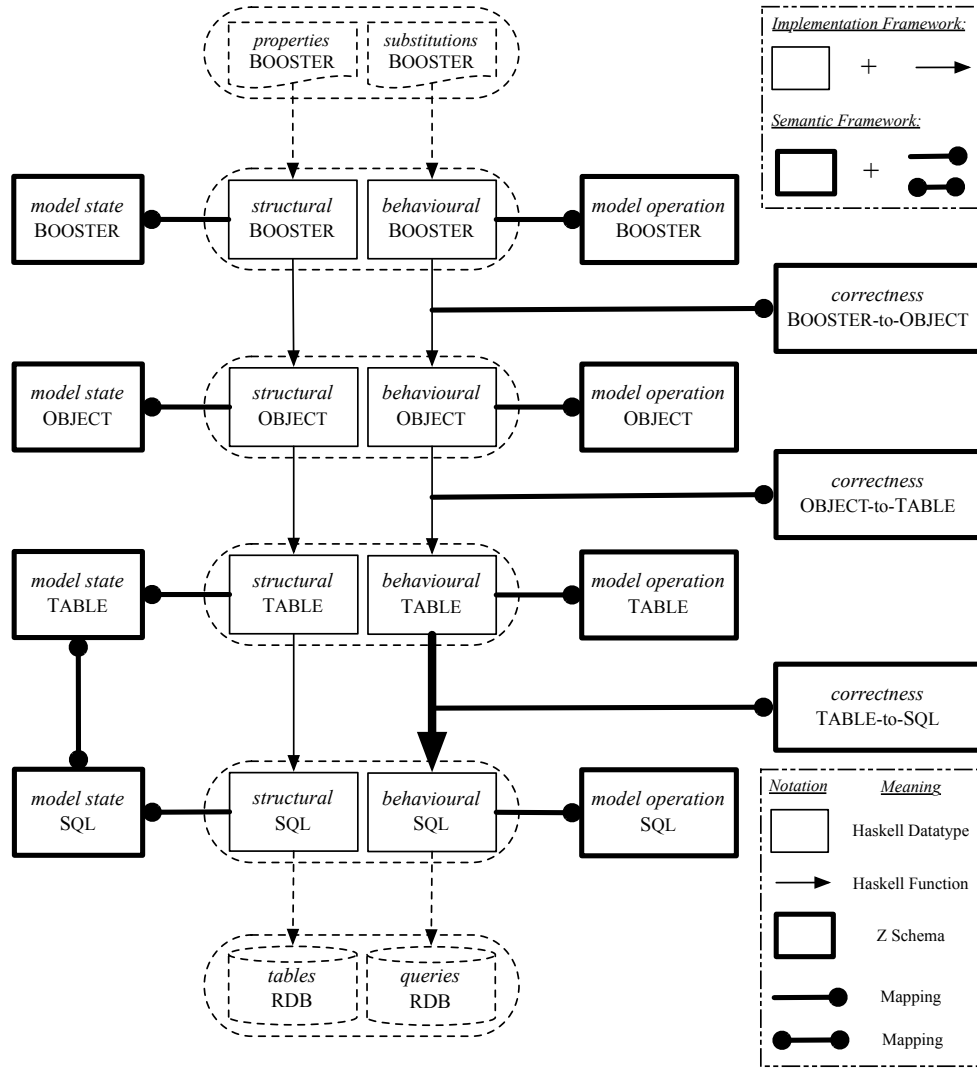 properties
BOOSTER
substitutions
BOOSTER
Implementation Framework:
+
Semantic Framework:
+
model state
BOOSTER
structural
BOOSTER
behavioural
BOOSTER
model operation
BOOSTER
correctness
BOOSTER-to-OBJECT
model state
OBJECT
structural
OBJECT
behavioural
OBJECT
model operation
OBJECT
correctness
OBJECT-to-TABLE
model state
TABLE
structural
TABLE
behavioural
TABLE
model operation
TABLE
correctness
TABLE-to-SQL
model state
SQL
structural
SQL
behavioural
SQL
model operation
SQL
Notation Meaning
Haskell Datatype
Haskell Function
Z Schema
Mapping
Mapping
tables
RDB
queries
RDB